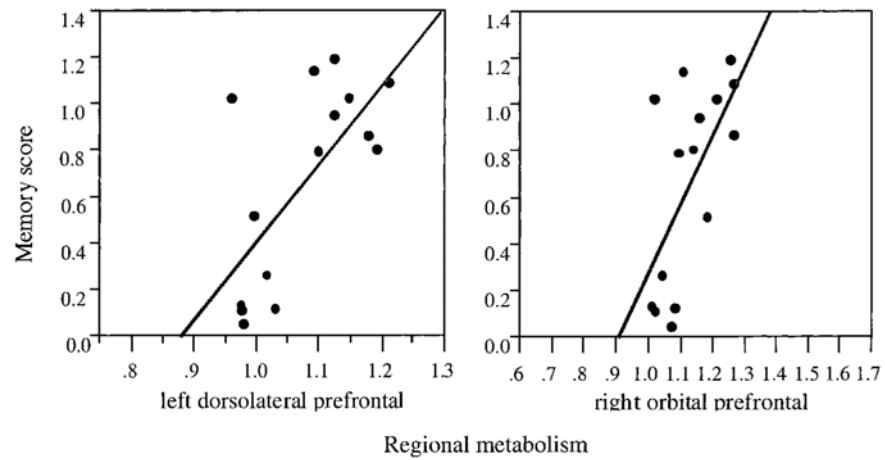 1.4
1.2
1.0
0.8
0.6
0.4
0.2
0.0
Memory score
.8 .9 1.0 1.1 1.2 1.3
left dorsolateral prefrontal
1.4
1.2
1.0
0.8
0.6
0.4
0.2
0.0
.6 .7 .8 .9 1.0 1.1 1.2 1.3 1.4 1.5 1.6 1.7
right orbital prefrontal
Regional metabolism